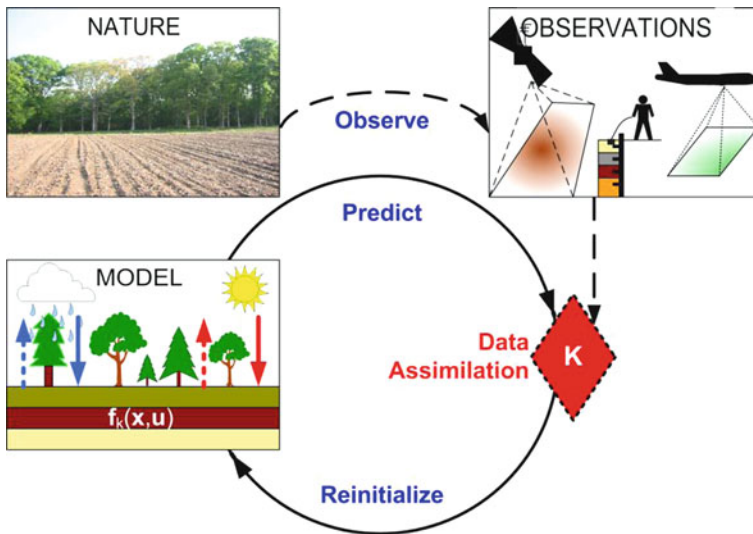 NATURE
OBSERVATIONS
Observe
Predict
MODEL
Data
Assimilation
K
fₖ(x,u)
Reinitialize